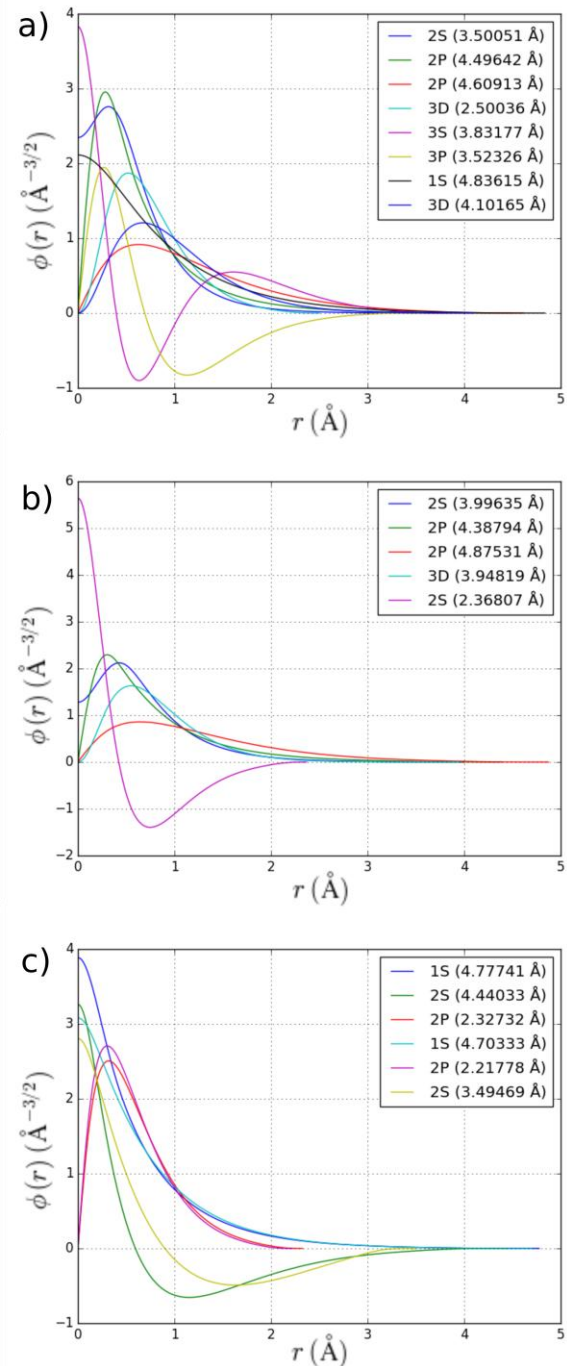 a)
4
3
2
1
0
−1
ϕ(r) (Å^{−3/2})
2S (3.50051 Å)
2P (4.49642 Å)
2P (4.60913 Å)
3D (2.50036 Å)
3S (3.83177 Å)
3P (3.52326 Å)
1S (4.83615 Å)
3D (4.10165 Å)
0 1 2 3 4 5
r (Å)
b)
6
5
4
3
2
1
0
−1
−2
ϕ(r) (Å^{−3/2})
2S (3.99635 Å)
2P (4.38794 Å)
2P (4.87531 Å)
3D (3.94819 Å)
2S (2.36807 Å)
0 1 2 3 4 5
r (Å)
c)
4
3
2
1
0
−1
ϕ(r) (Å^{−3/2})
1S (4.77741 Å)
2S (4.44033 Å)
2P (2.32732 Å)
1S (4.70333 Å)
2P (2.21778 Å)
2S (3.49469 Å)
0 1 2 3 4 5
r (Å)